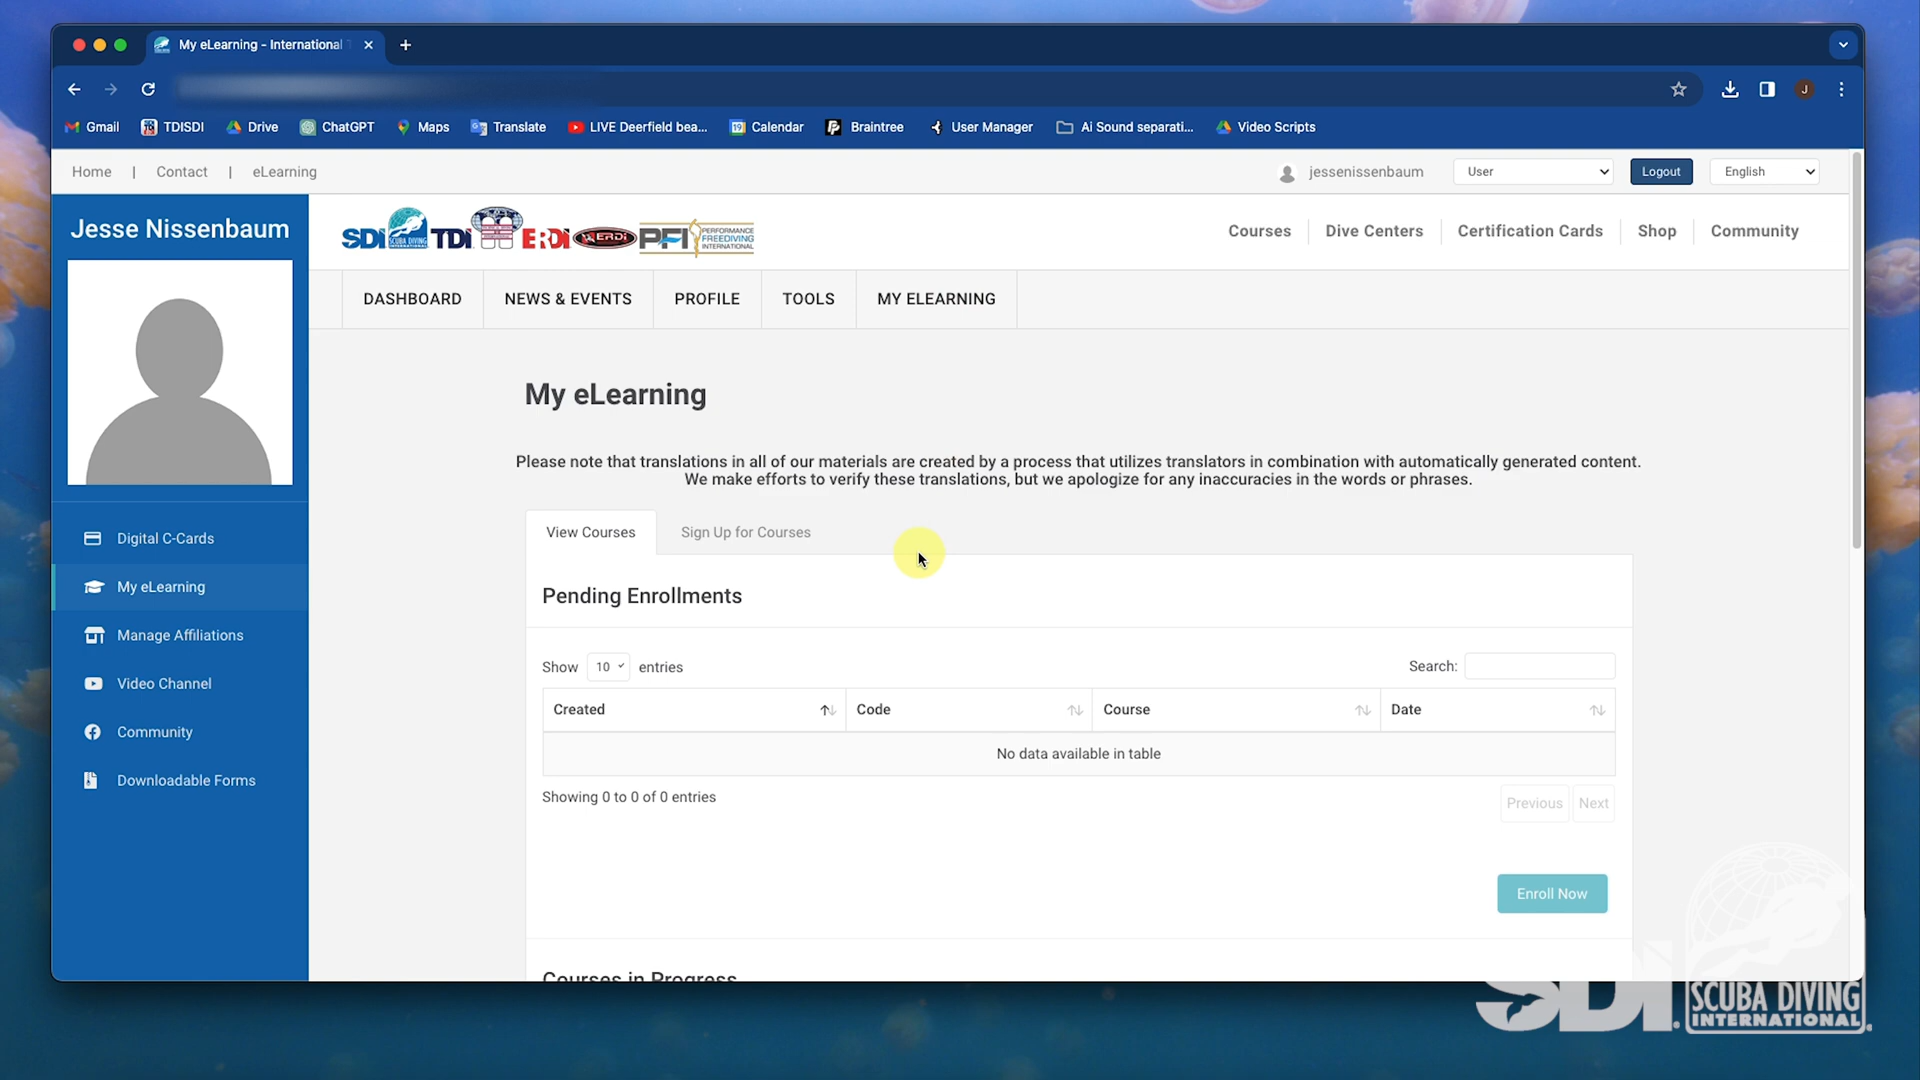 My eLearning - International
Gmail
TDISDI
Drive
ChatGPT
Maps
Translate
LIVE Deerfield bea...
Calendar
Braintree
User Manager
Ai Sound separati...
Video Scripts
J
Home | Contact | eLearning
jessenissenbaum
User
Logout
English
Jesse Nissenbaum
SDI SCUBA DIVING INTERNATIONAL TDI ERDI ERDI PFI PERFORMANCE FREEDIVING INTERNATIONAL
Courses
Dive Centers
Certification Cards
Shop
Community
DASHBOARD
NEWS & EVENTS
PROFILE
TOOLS
MY ELEARNING
Digital C-Cards
My eLearning
Manage Affiliations
Video Channel
Community
Downloadable Forms
My eLearning
Please note that translations in all of our materials are created by a process that utilizes translators in combination with automatically generated content.
We make efforts to verify these translations, but we apologize for any inaccuracies in the words or phrases.
View Courses
Sign Up for Courses
Pending Enrollments
Show 10 entries
Search:
Created
Code
Course
Date
No data available in table
Showing 0 to 0 of 0 entries
Previous
Next
Enroll Now
Courses in Progress
SDI
SCUBA DIVING
INTERNATIONAL